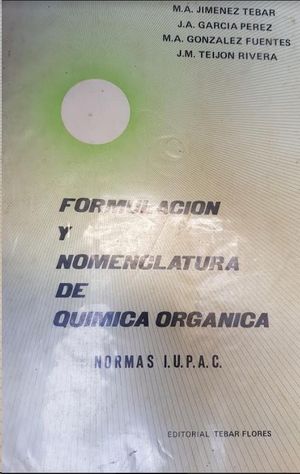 M.A. JIMENEZ TEBAR
J.A. GARCIA PEREZ
M.A. GONZALEZ FUENTES
J.M. TEIJON RIVERA
FORMULACION
Y
NOMENCLATURA
DE
QUIMICA ORGANICA
NORMAS I.U.P.A.C.
EDITORIAL TEBAR FLORES